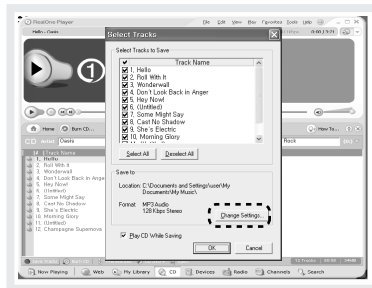 RealOne Player
File Edit View Play Favorites Tools Help
Hello - Oasis
0:00 / 3:21
Select Tracks
Select Tracks to Save
Track Name
1. Hello
2. Roll With It
3. Wonderwall
4. Don't Look Back in Anger
5. Hey Now!
6. (Untitled)
7. Some Might Say
8. Cast No Shadow
9. She's Electric
10. Morning Glory
Select All Deselect All
Save to
Location: C:\Documents and Settings\user\My
Documents\My Music\
Format: MP3 Audio
128 Kbps Stereo
Change Settings...
Play CD While Saving
OK Cancel
Home Burn CD... How To...
CD Artist Oasis Rock
Track Name
1. Hello
2. Roll With It
3. Wonderwall
4. Don't Look Back in Anger
5. Hey Now!
6. (Untitled)
7. Some Might Say
8. Cast No Shadow
9. She's Electric
10. Morning Glory
11. (Untitled)
12. Champagne Supernova
12 Tracks
Now Playing Web My Library CD Devices Radio Channels Search